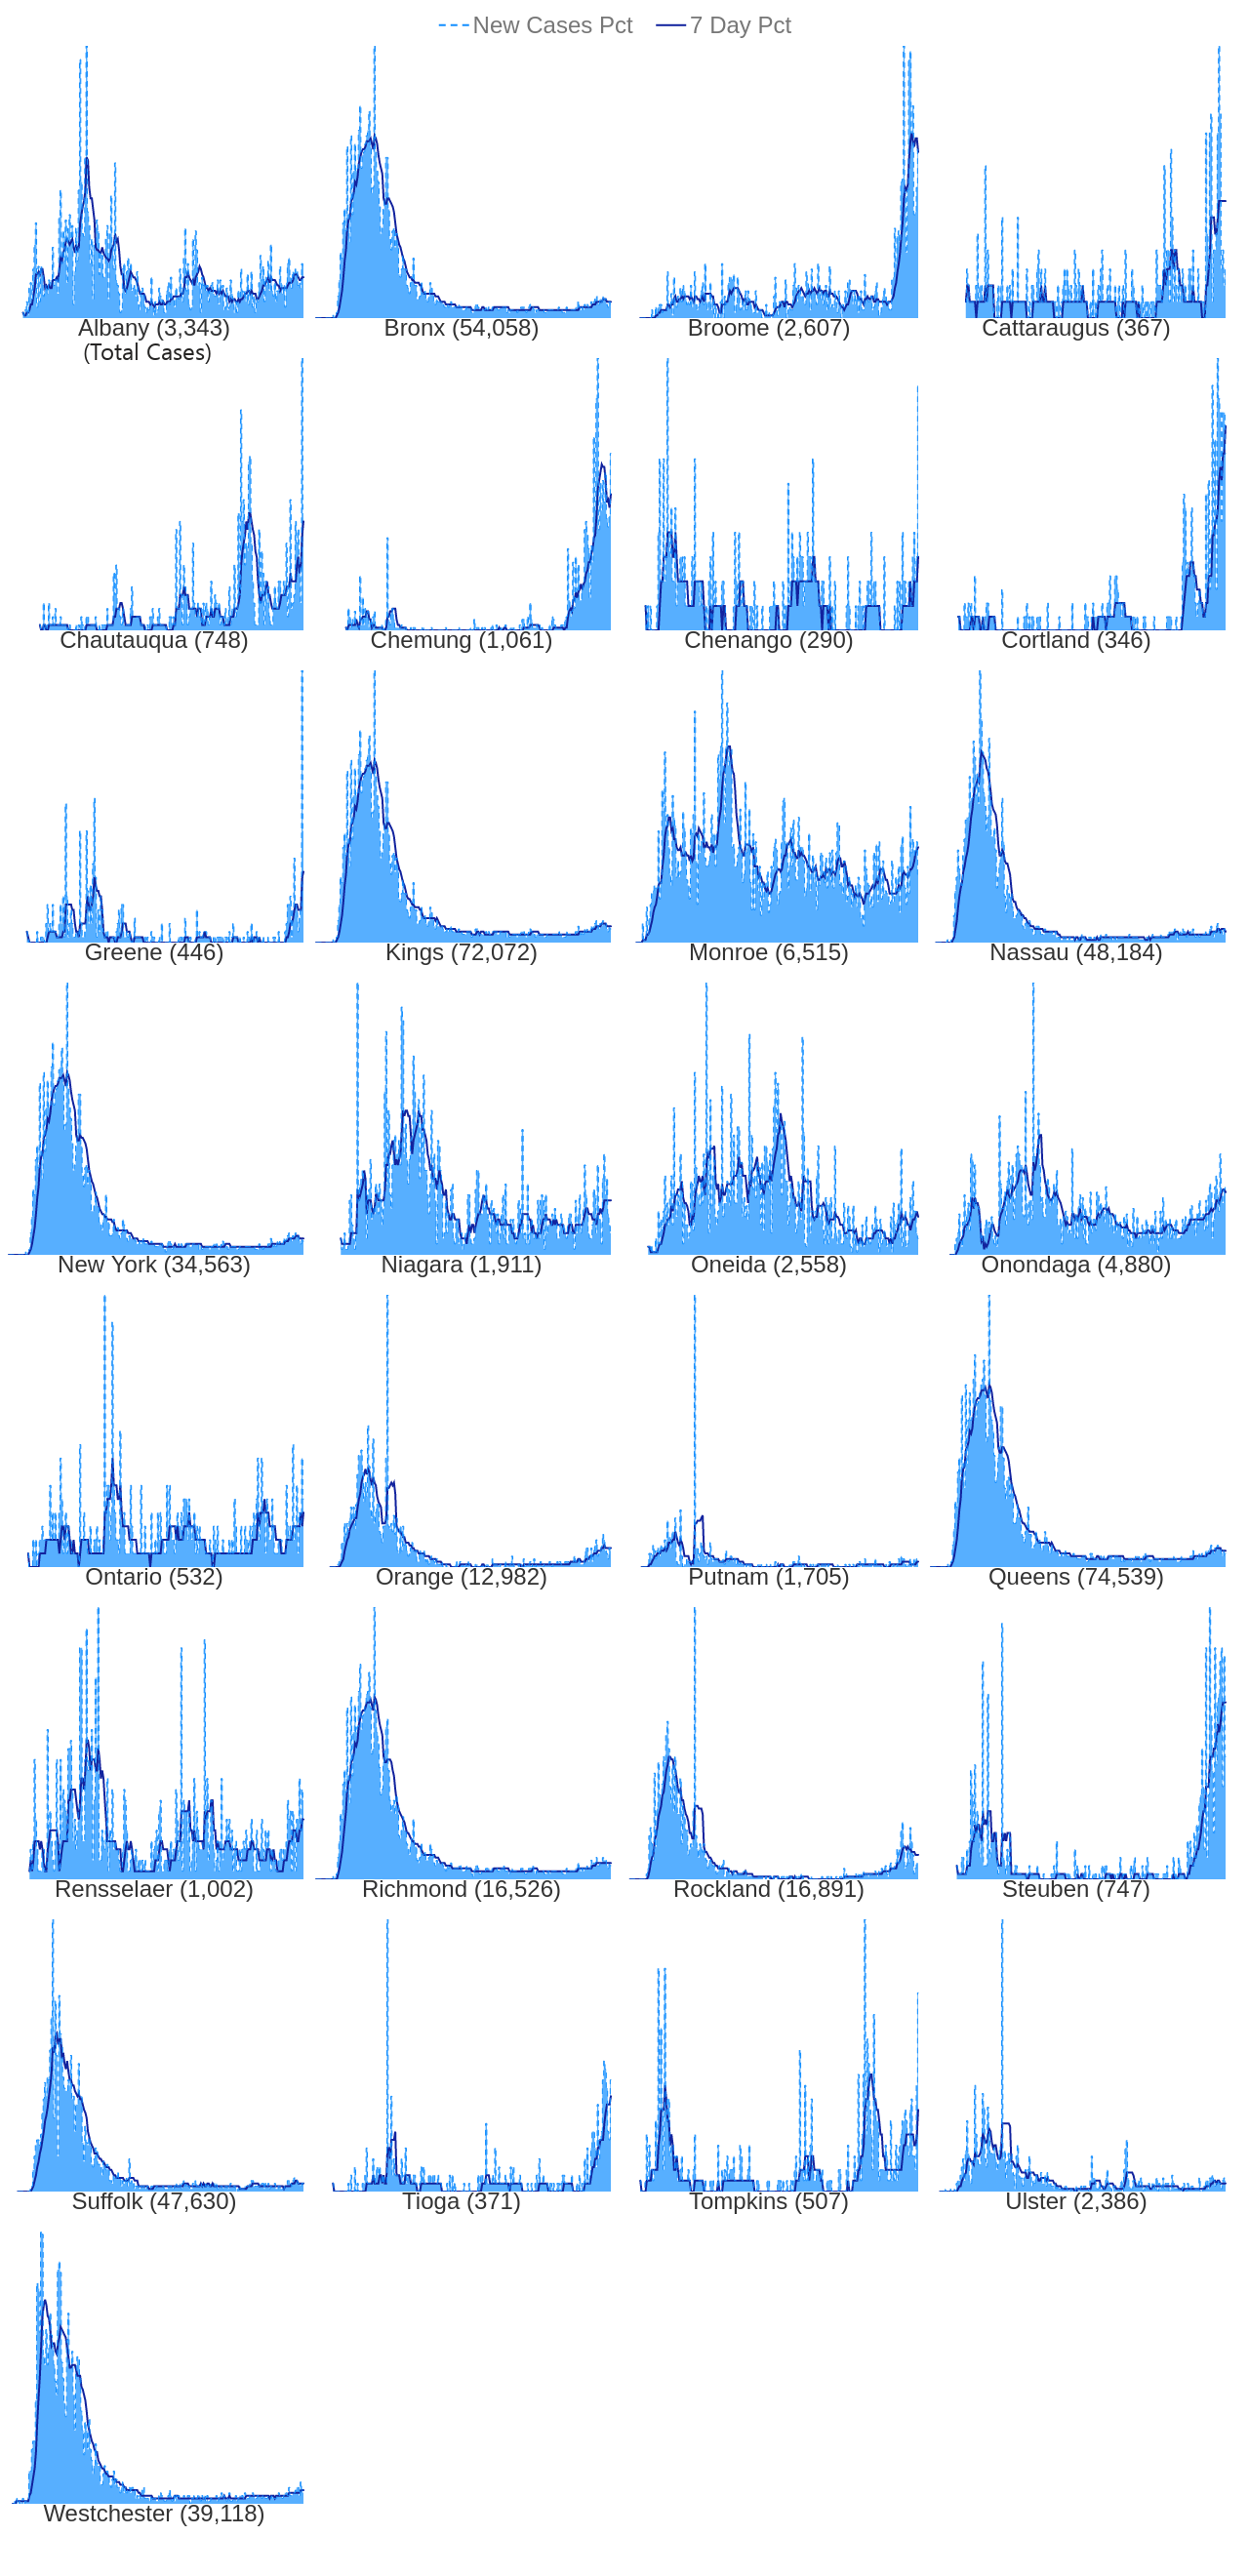 New Cases Pct 7 Day Pct
Albany (3,343) Bronx (54,058) Broome (2,607) Cattaraugus (367)
(Total Cases)
Chautauqua (748) Chemung (1,061) Chenango (290) Cortland (346)
Greene (446) Kings (72,072) Monroe (6,515) Nassau (48,184)
New York (34,563) Niagara (1,911) Oneida (2,558) Onondaga (4,880)
Ontario (532) Orange (12,982) Putnam (1,705) Queens (74,539)
Rensselaer (1,002) Richmond (16,526) Rockland (16,891) Steuben (747)
Suffolk (47,630) Tioga (371) Tompkins (507) Ulster (2,386)
Westchester (39,118)